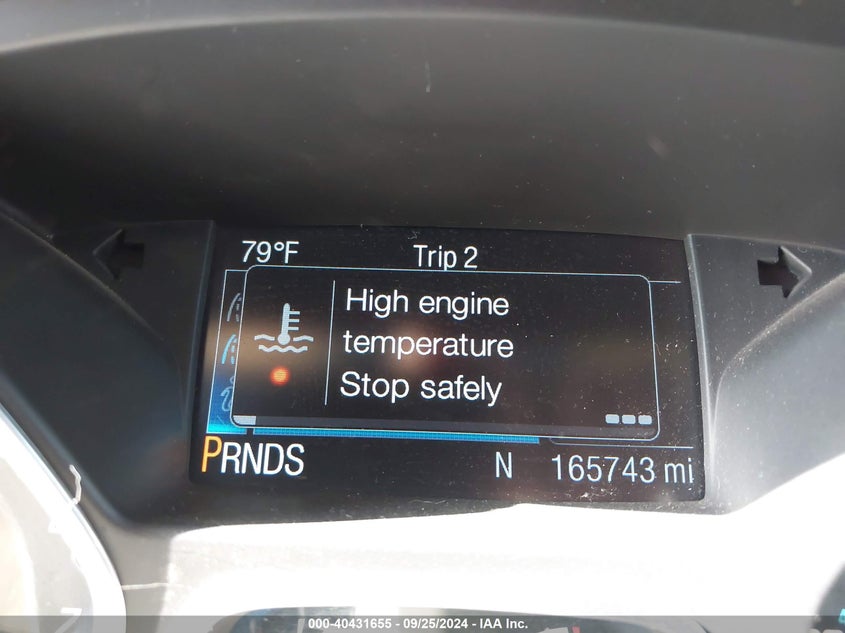 79°F Trip 2
High engine
temperature
Stop safely
PRNDS N 165743 mi
000-40431655 / 09/25/2024 - IAA Inc.